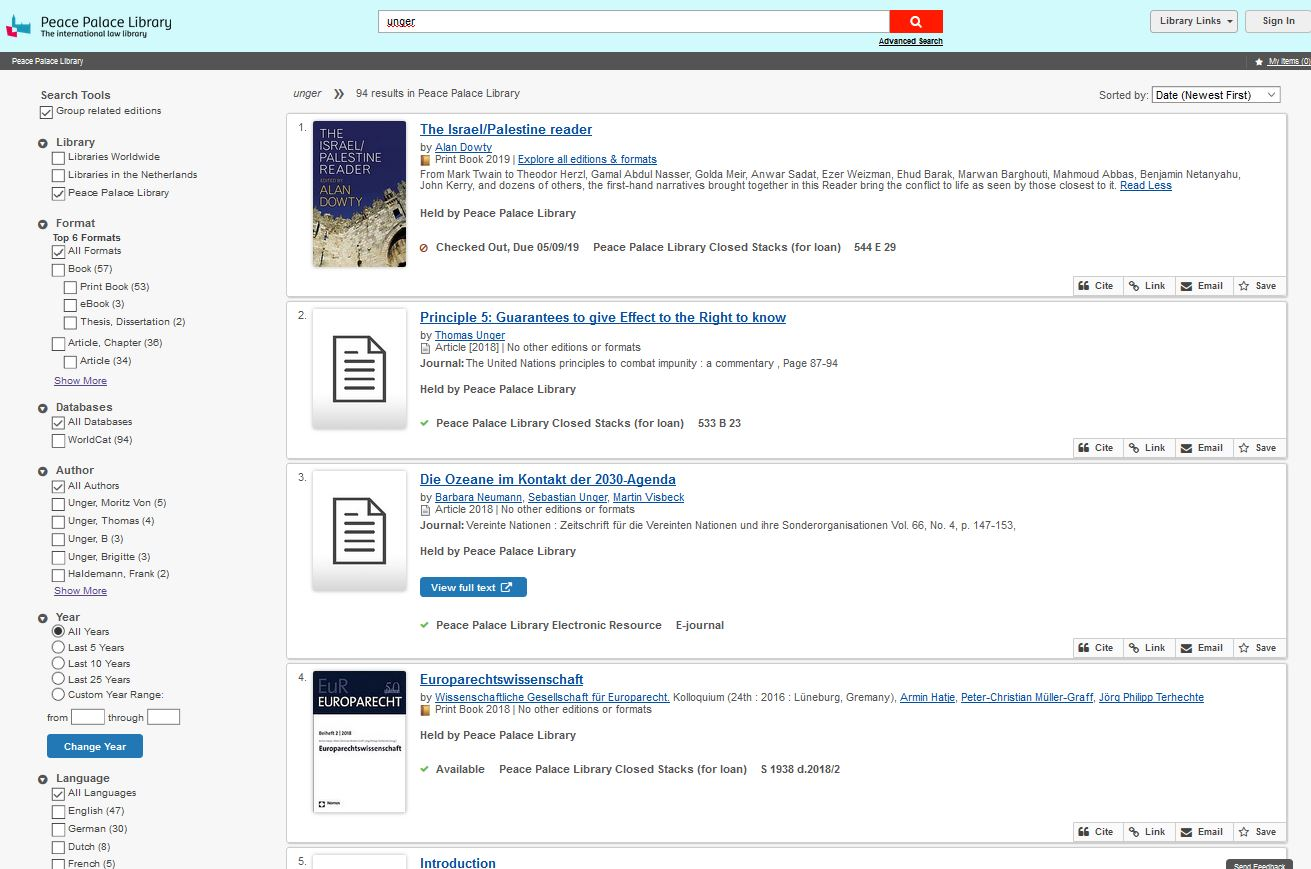 Peace Palace Library
The international law library
unger
Library Links
Sign In
Advanced Search
Peace Palace Library
My Items (0)
Search Tools
Group related editions
Library
Libraries Worldwide
Libraries in the Netherlands
Peace Palace Library
Format
Top 6 Formats
All Formats
Book (57)
Print Book (53)
eBook (3)
Thesis, Dissertation (2)
Article, Chapter (36)
Article (34)
Show More
Databases
All Databases
WorldCat (94)
Author
All Authors
Unger, Moritz Von (5)
Unger, Thomas (4)
Unger, B (3)
Unger, Brigitte (3)
Haldemann, Frank (2)
Show More
Year
All Years
Last 5 Years
Last 10 Years
Last 25 Years
Custom Year Range:
from through
Change Year
Language
All Languages
English (47)
German (30)
Dutch (8)
French (5)
unger » 94 results in Peace Palace Library
Sorted by: Date (Newest First)
1.
THE
ISRAEL/
PALESTINE
READER
EDITED BY
ALAN
DOWTY
The Israel/Palestine reader
by Alan Dowty
Print Book 2019 | Explore all editions & formats
From Mark Twain to Theodor Herzl, Gamal Abdul Nasser, Golda Meir, Anwar Sadat, Ezer Weizman, Ehud Barak, Marwan Barghouti, Mahmoud Abbas, Benjamin Netanyahu,
John Kerry, and dozens of others, the first-hand narratives brought together in this Reader bring the conflict to life as seen by those closest to it. Read Less
Held by Peace Palace Library
Checked Out, Due 05/09/19 Peace Palace Library Closed Stacks (for loan) 544 E 29
Cite Link Email Save
2.
Principle 5: Guarantees to give Effect to the Right to know
by Thomas Unger
Article [2018] | No other editions or formats
Journal: The United Nations principles to combat impunity : a commentary , Page 87-94
Held by Peace Palace Library
Peace Palace Library Closed Stacks (for loan) 533 B 23
Cite Link Email Save
3.
Die Ozeane im Kontakt der 2030-Agenda
by Barbara Neumann, Sebastian Unger, Martin Visbeck
Article 2018 | No other editions or formats
Journal: Vereinte Nationen : Zeitschrift für die Vereinten Nationen und ihre Sonderorganisationen Vol. 66, No. 4, p. 147-153,
Held by Peace Palace Library
View full text
Peace Palace Library Electronic Resource E-journal
Cite Link Email Save
4.
EuR 50
EUROPARECHT
Beiheft 2 | 2018
Europarechtswissenschaft
Nomos
Europarechtswissenschaft
by Wissenschaftliche Gesellschaft für Europarecht. Kolloquium (24th : 2016 : Lüneburg, Gremany), Armin Hatje, Peter-Christian Müller-Graff, Jörg Philipp Terhechte
Print Book 2018 | No other editions or formats
Held by Peace Palace Library
Available Peace Palace Library Closed Stacks (for loan) S 1938 d.2018/2
Cite Link Email Save
5.
Introduction
Send Feedback